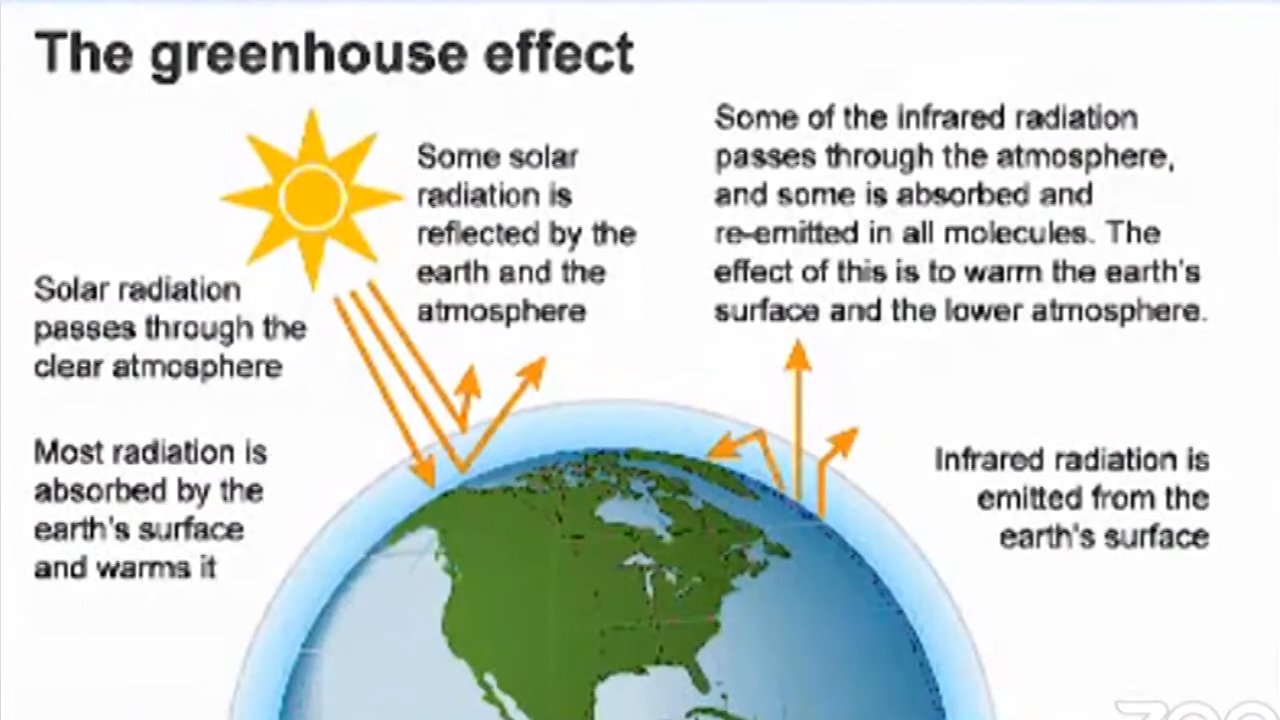 The greenhouse effect
Some solar
radiation is
reflected by the
earth and the
atmosphere
Some of the infrared radiation
passes through the atmosphere,
and some is absorbed and
re-emitted in all molecules. The
effect of this is to warm the earth's
surface and the lower atmosphere.
Solar radiation
passes through the
clear atmosphere
Most radiation is
absorbed by the
earth's surface
and warms it
Infrared radiation is
emitted from the
earth's surface